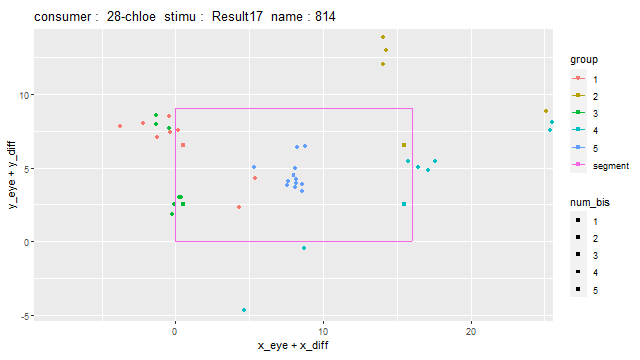 consumer : 28-chloe stimu : Result17 name : 814
y_eye + y_diff
10
5
0
-5
0
10
20
x_eye + x_diff
group
1
2
3
4
5
segment
num_bis
1
2
3
4
5